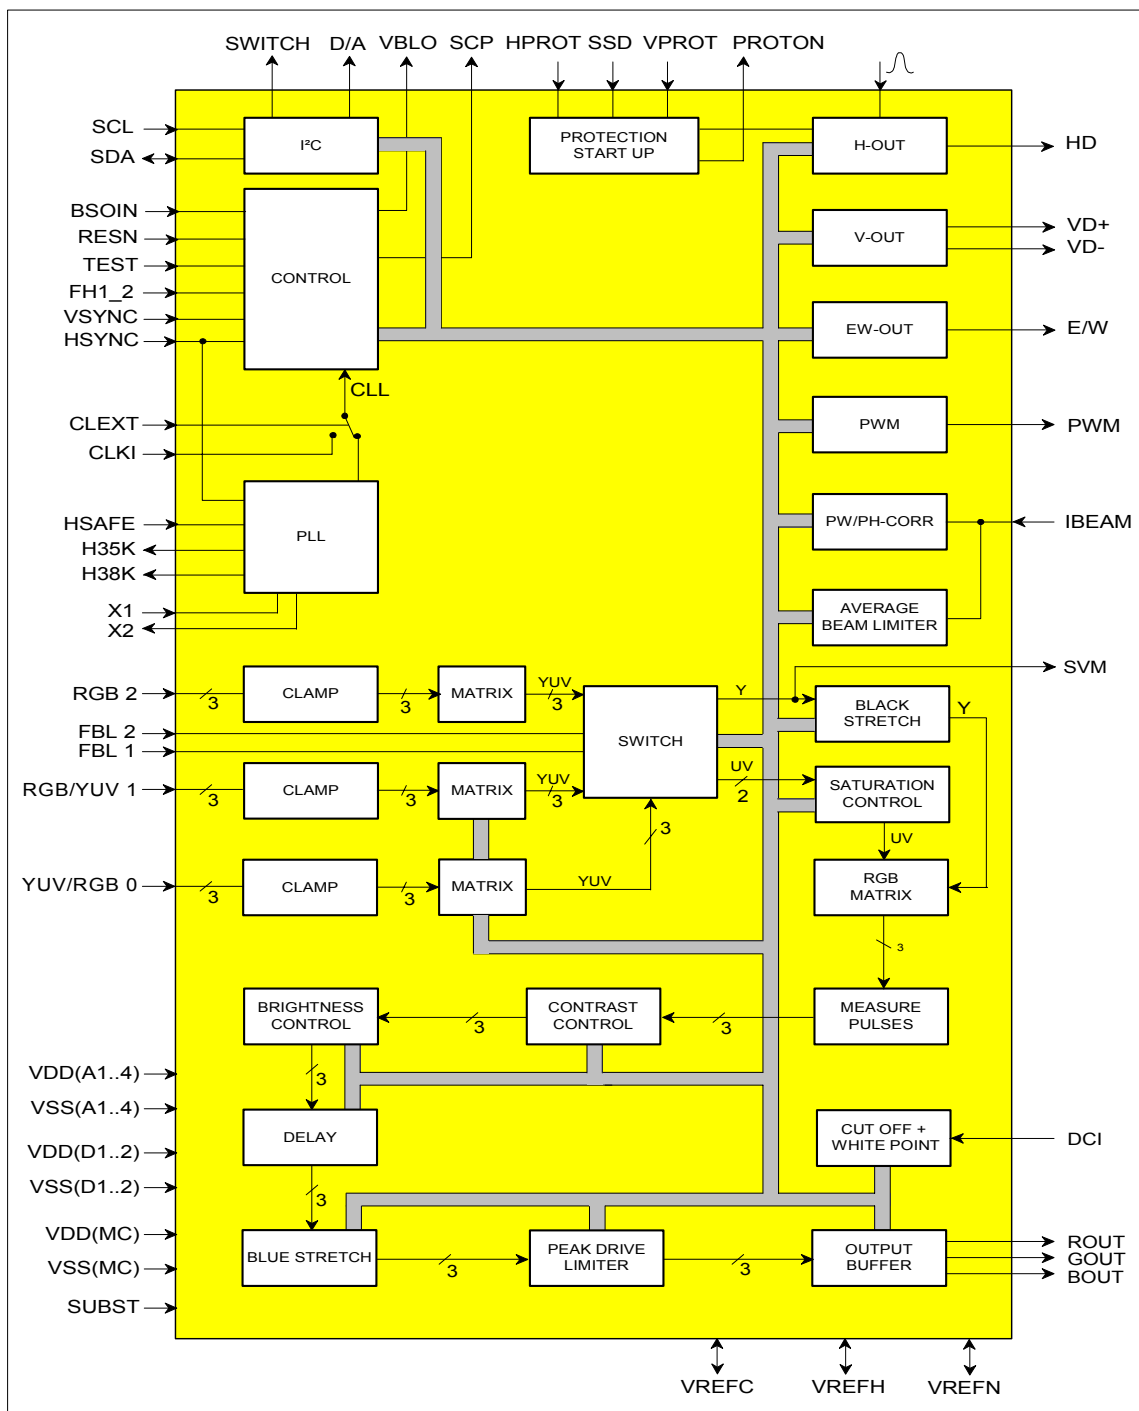 SWITCH D/A VBLO SCP HPROT SSD VPROT PROTON
SCL
SDA
I²C
PROTECTION
START UP
H-OUT
HD
BSOIN
RESN
TEST
FH1_2
VSYNC
HSYNC
CONTROL
V-OUT
VD+
VD-
EW-OUT
E/W
CLL
CLEXT
CLKI
PWM
PWM
HSAFE
H35K
H38K
X1
X2
PLL
PW/PH-CORR
IBEAM
AVERAGE
BEAM LIMITER
SVM
RGB 2
3
CLAMP
3
MATRIX
YUV
3
FBL 2
FBL 1
SWITCH
Y
BLACK
STRETCH
Y
RGB/YUV 1
3
CLAMP
3
MATRIX
YUV
3
UV
2
SATURATION
CONTROL
UV
3
YUV/RGB 0
3
CLAMP
3
MATRIX
YUV
RGB
MATRIX
3
BRIGHTNESS
CONTROL
3
CONTRAST
CONTROL
3
MEASURE
PULSES
VDD(A1..4)
VSS(A1..4)
VDD(D1..2)
VSS(D1..2)
VDD(MC)
VSS(MC)
SUBST
3
DELAY
3
CUT OFF +
WHITE POINT
DCI
BLUE STRETCH
3
PEAK DRIVE
LIMITER
3
OUTPUT
BUFFER
ROUT
GOUT
BOUT
VREFC VREFH VREFN